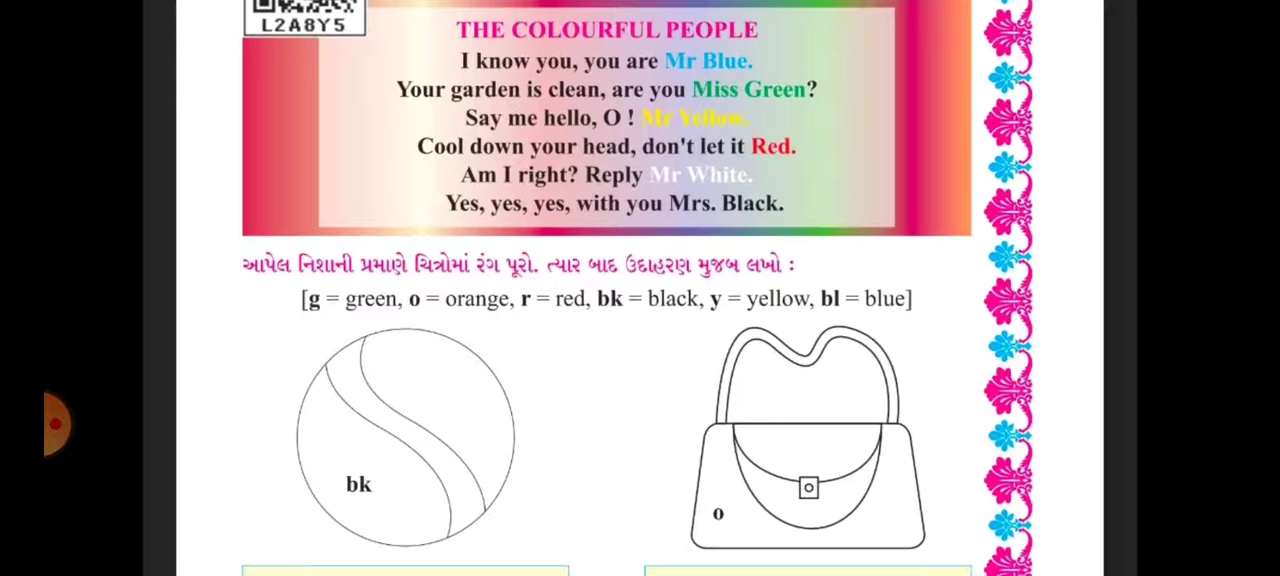 L2A8Y5
THE COLOURFUL PEOPLE
I know you, you are Mr Blue.
Your garden is clean, are you Miss Green?
Say me hello, O ! Mr Yellow.
Cool down your head, don't let it Red.
Am I right? Reply Mr White.
Yes, yes, yes, with you Mrs. Black.
આપેલ નિશાની પ્રમાણે ચિત્રોમાં રંગ પૂરો. ત્યાર બાદ ઉદાહરણ મુજબ લખો :
[g = green, o = orange, r = red, bk = black, y = yellow, bl = blue]
bk
o